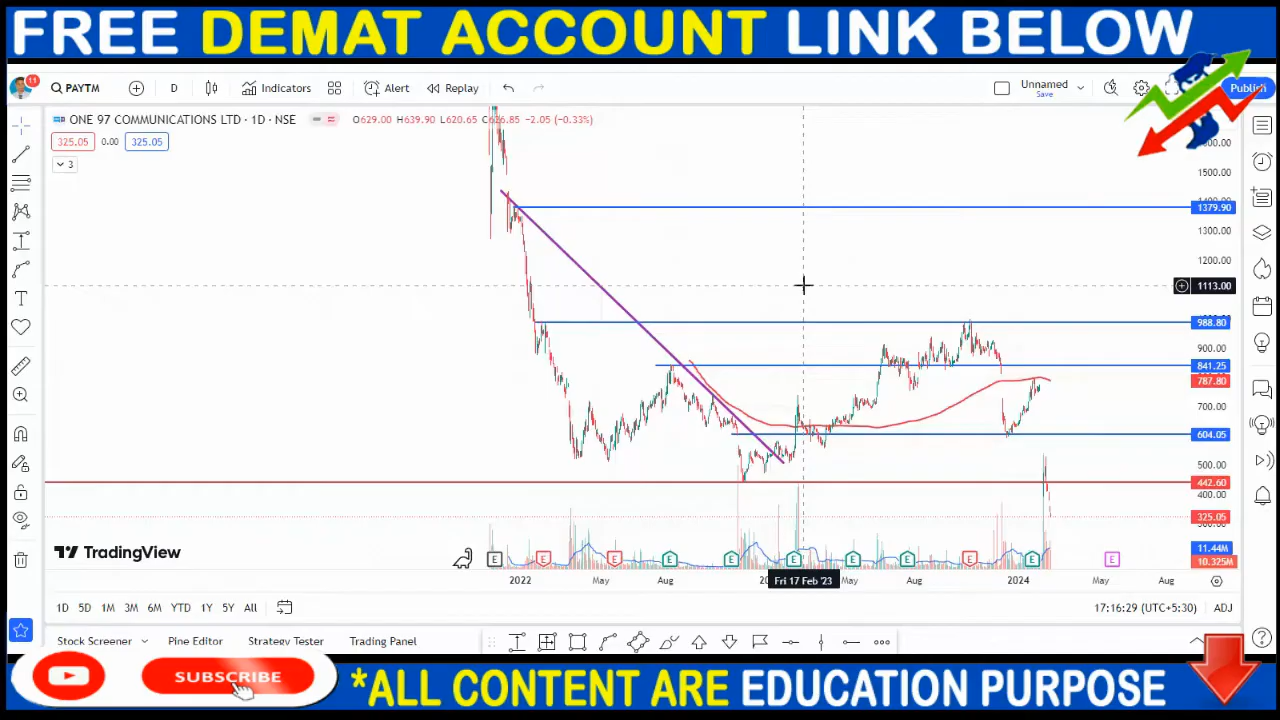 FREE DEMAT ACCOUNT LINK BELOW
11 PAYTM D Indicators Alert Replay Unnamed Save Publish
ONE 97 COMMUNICATIONS LTD · 1D · NSE O629.00 H639.90 L620.65 −2.05 (−0.33%)
325.05 0.00 325.05
3
1500.00
1379.90
1300.00
1200.00
1113.00
988.80
900.00
841.25
787.80
700.00
604.05
500.00
442.60
400.00
325.05
TradingView
11.44M
10.325M
E E E E E E E E E E
2022 May Aug Fri 17 Feb '23 May Aug 2024 May Aug
1D 5D 1M 3M 6M YTD 1Y 5Y All 17:16:29 (UTC+5:30) ADJ
Stock Screener Pine Editor Strategy Tester Trading Panel
SUBSCRIBE *ALL CONTENT ARE EDUCATION PURPOSE